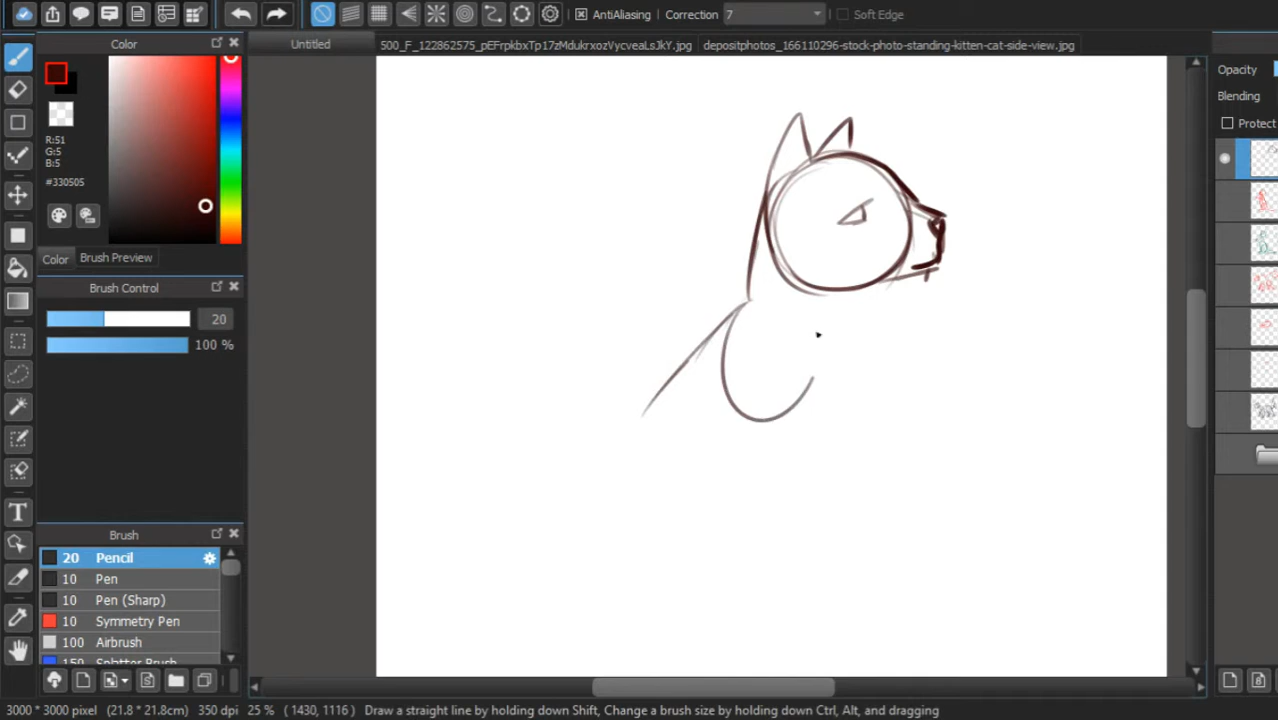 AntiAliasing Correction 7 Soft Edge
Color
Untitled
500_F_122862575_pEFrpkbxTp17zMdukrxozVycveaLsJkY.jpg
depositphotos_166110296-stock-photo-standing-kitten-cat-side-view.jpg
Opacity
Blending
Protect
R:51
G:5
B:5
#330505
Color Brush Preview
Brush Control
20
100 %
Brush
20 Pencil
10 Pen
10 Pen (Sharp)
10 Symmetry Pen
100 Airbrush
150 Splatter Brush
T
3000 * 3000 pixel (21.8 * 21.8cm) 350 dpi 25 % ( 1430, 1116 ) Draw a straight line by holding down Shift, Change a brush size by holding down Ctrl, Alt, and dragging